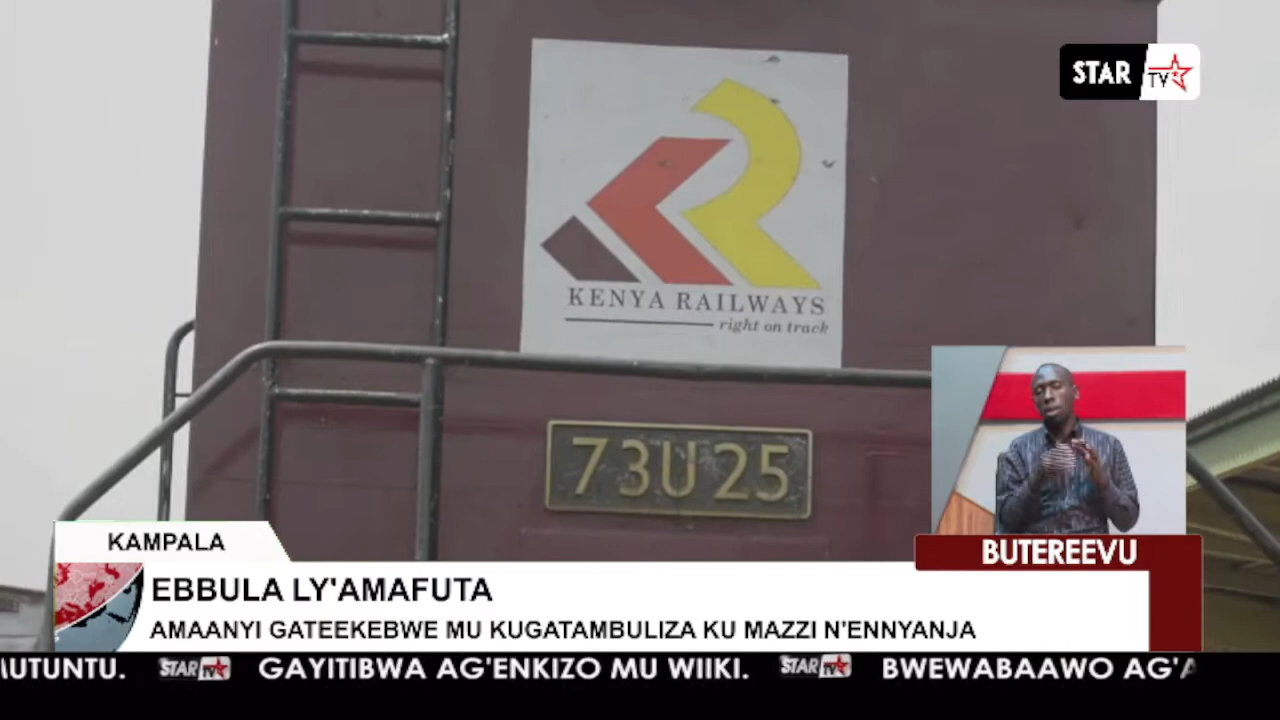 STAR TV
KENYA RAILWAYS
right on track
73U25
KAMPALA
BUTEREEVU
EBBULA LY'AMAFUTA
AMAANYI GATEEKEBWE MU KUGATAMBULIZA KU MAZZI N'ENNYANJA
UTUNTU. STAR TV GAYITIBWA AG'ENKIZO MU WIIKI. STAR TV BWEWABAAWO AG'A